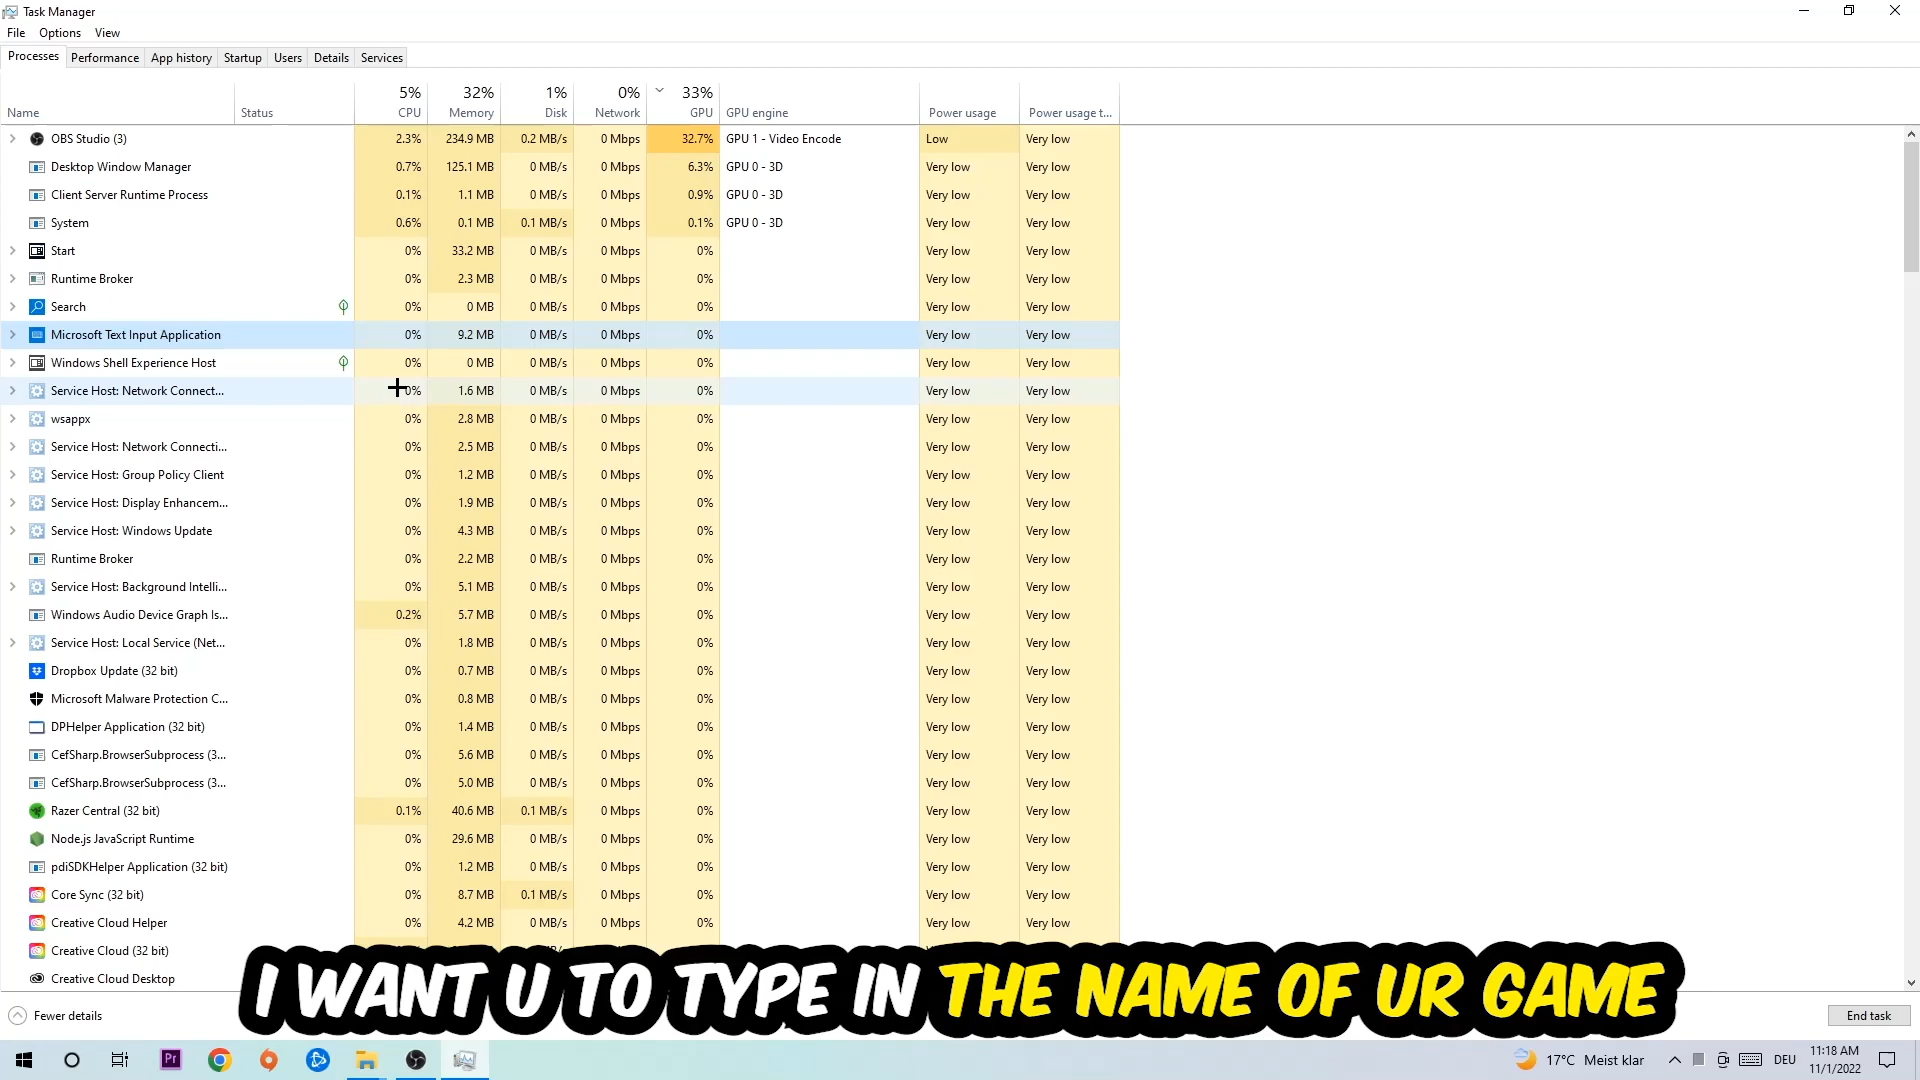 Task Manager
File Options View
Processes Performance App history Startup Users Details Services
5% 32% 1% 0% 33%
Name Status CPU Memory Disk Network GPU GPU engine Power usage Power usage t...
OBS Studio (3) 2.3% 234.9 MB 0.2 MB/s 0 Mbps 32.7% GPU 1 - Video Encode Low Very low
Desktop Window Manager 0.7% 125.1 MB 0 MB/s 0 Mbps 6.3% GPU 0 - 3D Very low Very low
Client Server Runtime Process 0.1% 1.1 MB 0 MB/s 0 Mbps 0.9% GPU 0 - 3D Very low Very low
System 0.6% 0.1 MB 0.1 MB/s 0 Mbps 0.1% GPU 0 - 3D Very low Very low
Start 0% 33.2 MB 0 MB/s 0 Mbps 0% Very low Very low
Runtime Broker 0% 2.3 MB 0 MB/s 0 Mbps 0% Very low Very low
Search 0% 0 MB 0 MB/s 0 Mbps 0% Very low Very low
Microsoft Text Input Application 0% 9.2 MB 0 MB/s 0 Mbps 0% Very low Very low
Windows Shell Experience Host 0% 0 MB 0 MB/s 0 Mbps 0% Very low Very low
Service Host: Network Connect... 0% 1.6 MB 0 MB/s 0 Mbps 0% Very low Very low
wsappx 0% 2.8 MB 0 MB/s 0 Mbps 0% Very low Very low
Service Host: Network Connecti... 0% 2.5 MB 0 MB/s 0 Mbps 0% Very low Very low
Service Host: Group Policy Client 0% 1.2 MB 0 MB/s 0 Mbps 0% Very low Very low
Service Host: Display Enhancem... 0% 1.9 MB 0 MB/s 0 Mbps 0% Very low Very low
Service Host: Windows Update 0% 4.3 MB 0 MB/s 0 Mbps 0% Very low Very low
Runtime Broker 0% 2.2 MB 0 MB/s 0 Mbps 0% Very low Very low
Service Host: Background Intelli... 0% 5.1 MB 0 MB/s 0 Mbps 0% Very low Very low
Windows Audio Device Graph Is... 0.2% 5.7 MB 0 MB/s 0 Mbps 0% Very low Very low
Service Host: Local Service (Net... 0% 1.8 MB 0 MB/s 0 Mbps 0% Very low Very low
Dropbox Update (32 bit) 0% 0.7 MB 0 MB/s 0 Mbps 0% Very low Very low
Microsoft Malware Protection C... 0% 0.8 MB 0 MB/s 0 Mbps 0% Very low Very low
DPHelper Application (32 bit) 0% 1.4 MB 0 MB/s 0 Mbps 0% Very low Very low
CefSharp.BrowserSubprocess (3... 0% 5.6 MB 0 MB/s 0 Mbps 0% Very low Very low
CefSharp.BrowserSubprocess (3... 0% 5.0 MB 0 MB/s 0 Mbps 0% Very low Very low
Razer Central (32 bit) 0.1% 40.6 MB 0.1 MB/s 0 Mbps 0% Very low Very low
Node.js JavaScript Runtime 0% 29.6 MB 0 MB/s 0 Mbps 0% Very low Very low
pdiSDKHelper Application (32 bit) 0% 1.2 MB 0 MB/s 0 Mbps 0% Very low Very low
Core Sync (32 bit) 0% 8.7 MB 0.1 MB/s 0 Mbps 0% Very low Very low
Creative Cloud Helper 0% 4.2 MB 0 MB/s 0 Mbps 0% Very low Very low
Creative Cloud (32 bit)
Creative Cloud Desktop
I WANT U TO TYPE IN THE NAME OF UR GAME
Fewer details End task
Pr 17°C Meist klar DEU 11:18 AM
11/1/2022